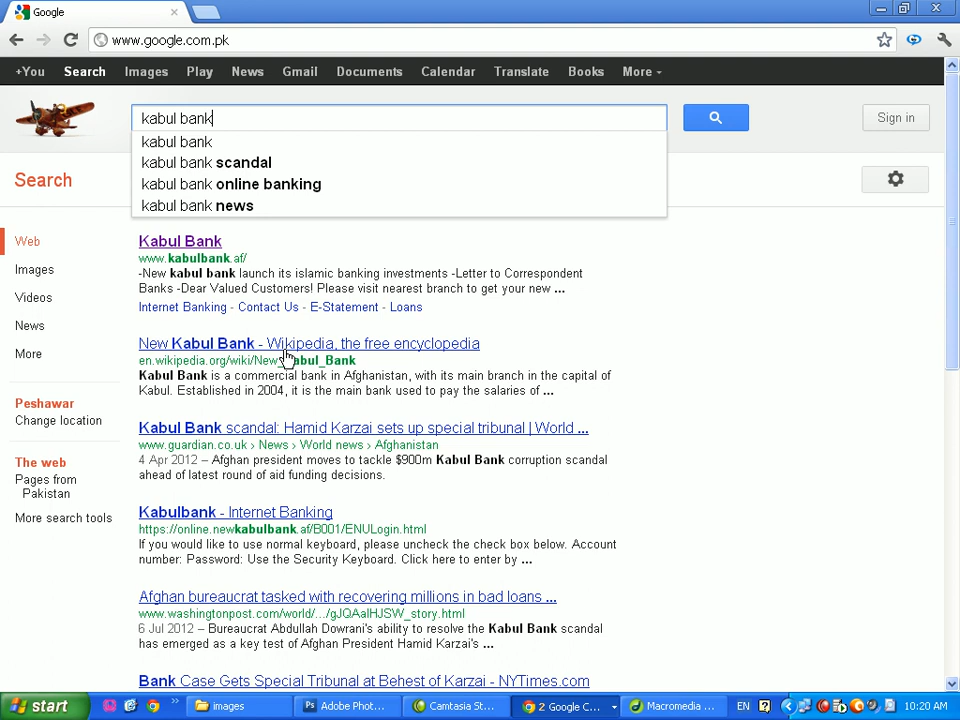 Google
www.google.com.pk
+You Search Images Play News Gmail Documents Calendar Translate Books More
kabul bank
Sign in
kabul bank
kabul bank scandal
kabul bank online banking
kabul bank news
Search
Web
Images
Videos
News
More
Peshawar
Change location
The web
Pages from
Pakistan
More search tools
Kabul Bank
www.kabulbank.af/
-New kabul bank launch its islamic banking investments -Letter to Correspondent
Banks -Dear Valued Customers! Please visit nearest branch to get your new ...
Internet Banking - Contact Us - E-Statement - Loans
New Kabul Bank - Wikipedia, the free encyclopedia
en.wikipedia.org/wiki/New_Kabul_Bank
Kabul Bank is a commercial bank in Afghanistan, with its main branch in the capital of
Kabul. Established in 2004, it is the main bank used to pay the salaries of ...
Kabul Bank scandal: Hamid Karzai sets up special tribunal | World ...
www.guardian.co.uk › News › World news › Afghanistan
4 Apr 2012 – Afghan president moves to tackle $900m Kabul Bank corruption scandal
ahead of latest round of aid funding decisions.
Kabulbank - Internet Banking
https://online.newkabulbank.af/B001/ENULogin.html
If you would like to use normal keyboard, please uncheck the check box below. Account
number: Password: Use the Security Keyboard. Click here to enter by ...
Afghan bureaucrat tasked with recovering millions in bad loans ...
www.washingtonpost.com/world/.../gJQAalHJSW_story.html
6 Jul 2012 – Bureaucrat Abdullah Dowrani's ability to resolve the Kabul Bank scandal
has emerged as a key test of Afghan President Hamid Karzai's ...
Bank Case Gets Special Tribunal at Behest of Karzai - NYTimes.com
start
images
Adobe Phot...
Camtasia St...
2 Google C...
Macromedia ...
EN
10:20 AM